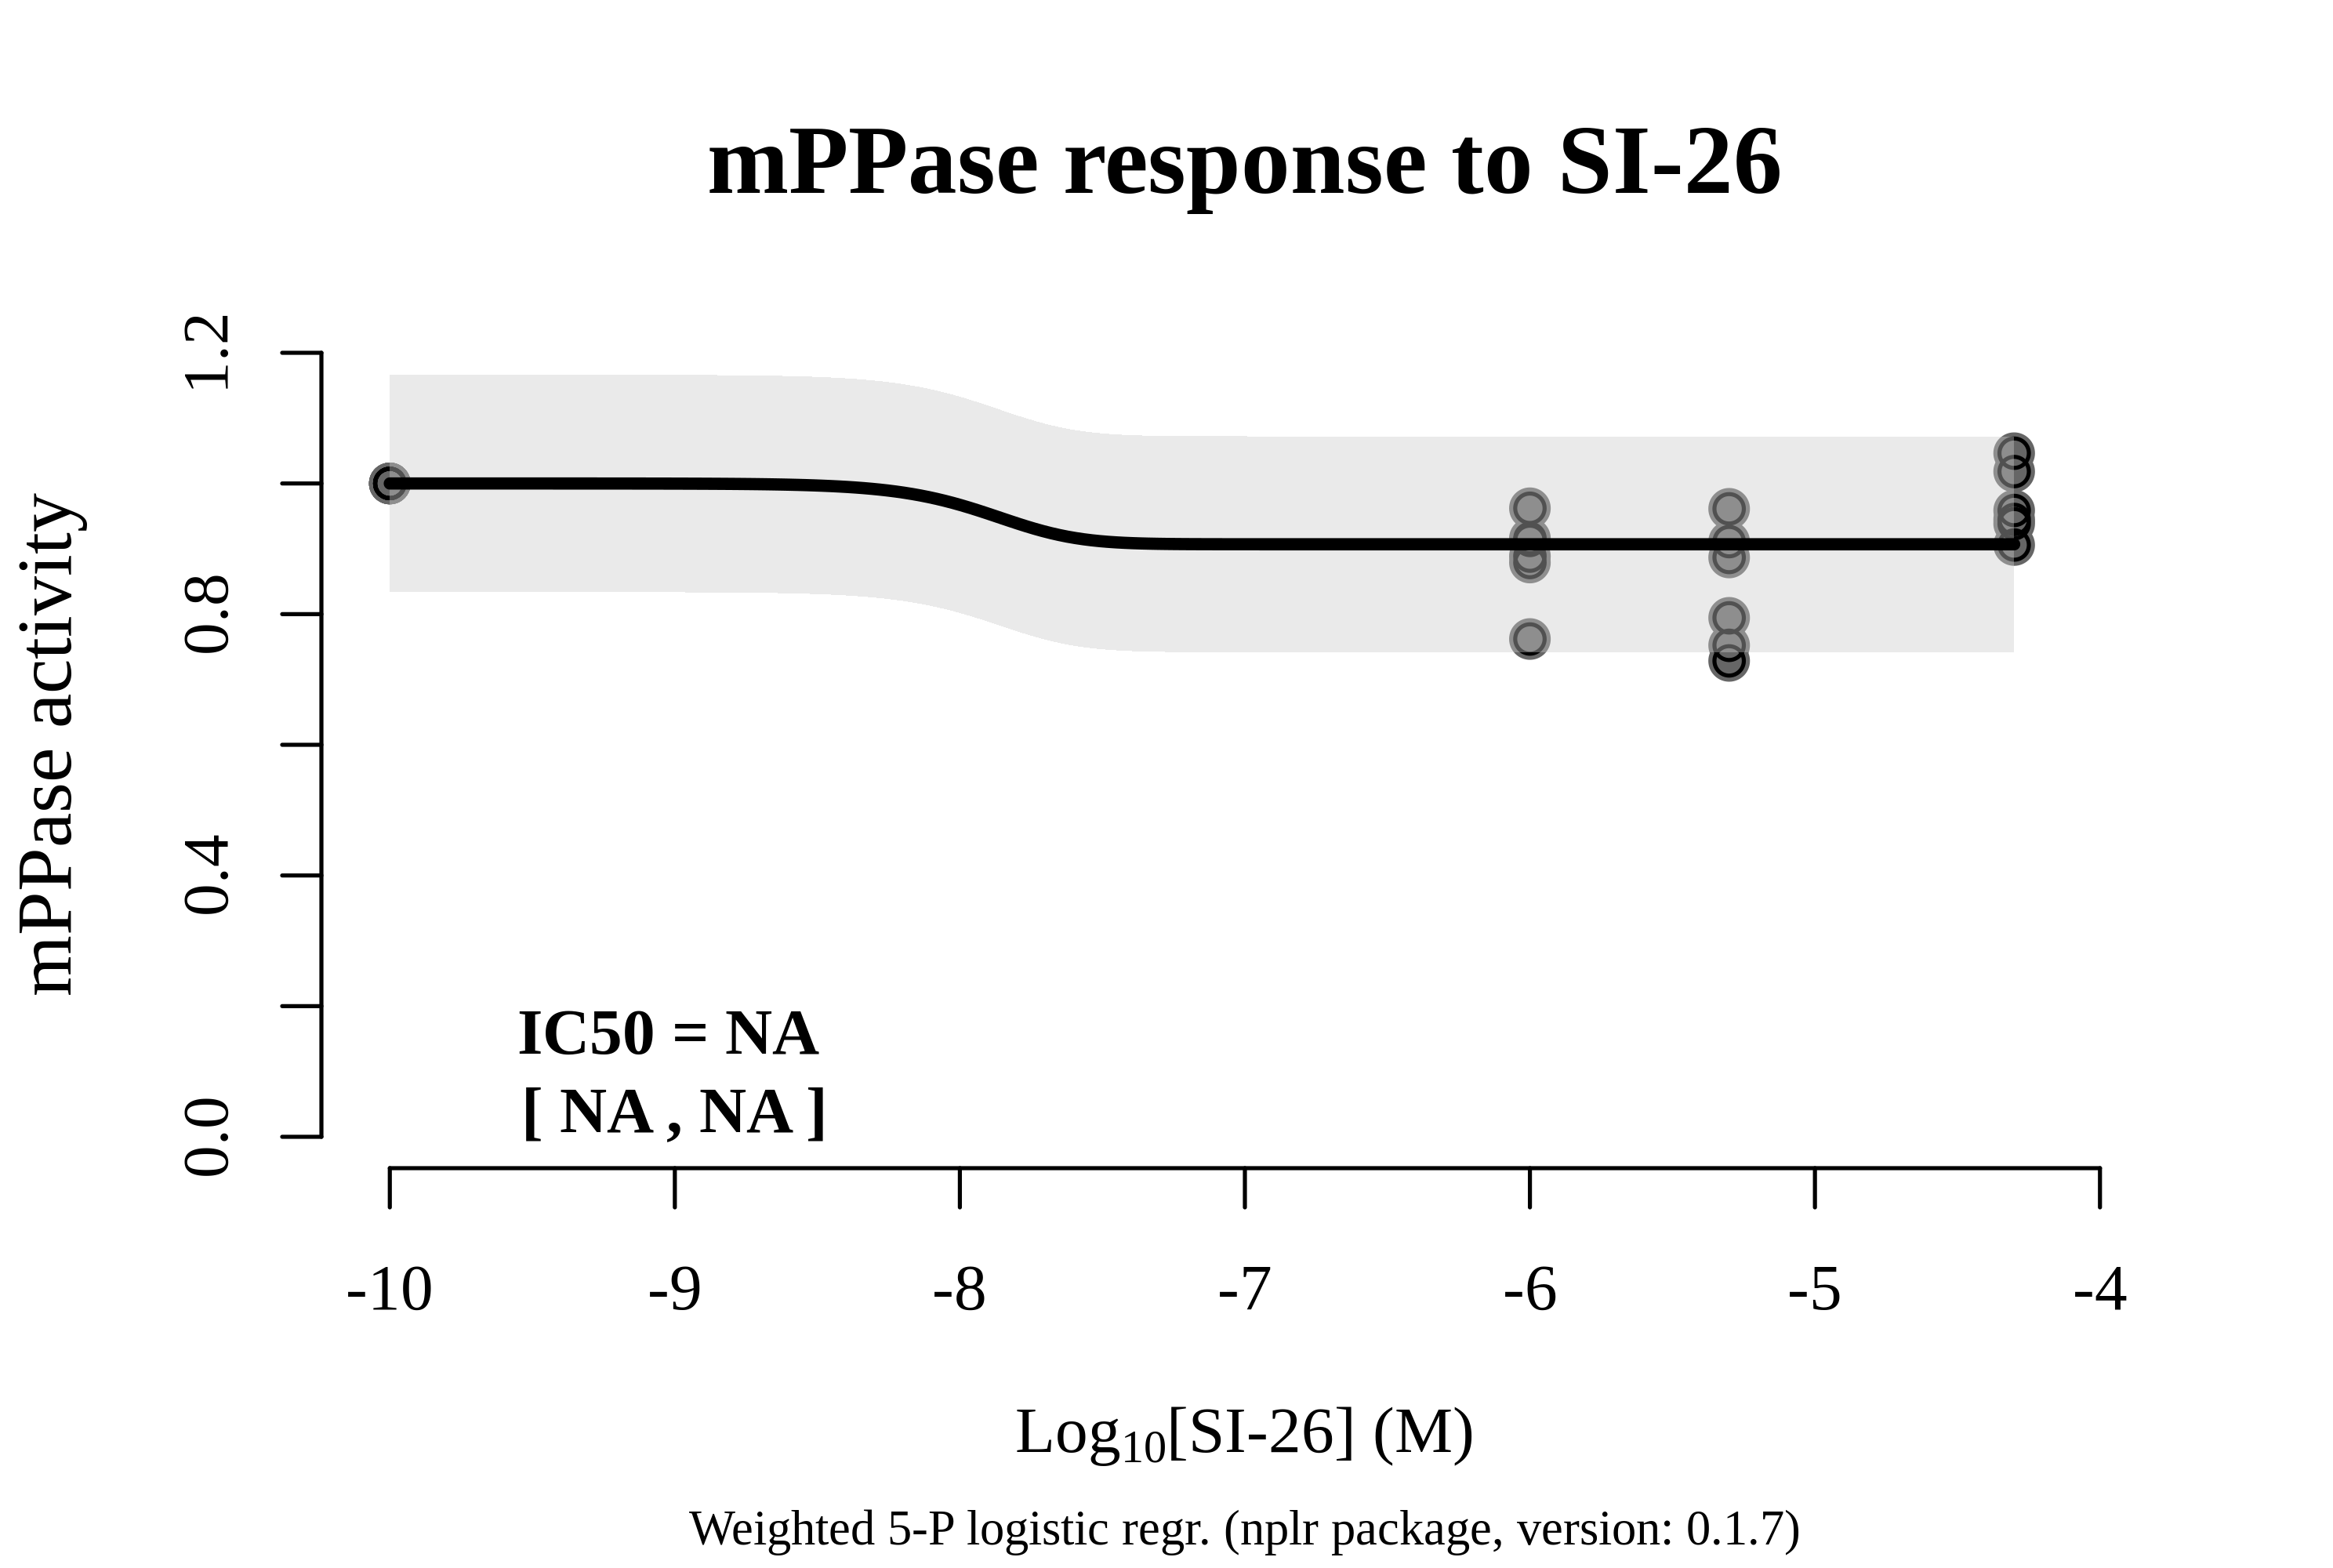 mPPase response to SI-26
mPPase activity
1.2
0.8
0.4
0.0
IC50 = NA
[ NA , NA ]
-10 -9 -8 -7 -6 -5 -4
Log₁₀[SI-26] (M)
Weighted 5-P logistic regr. (nplr package, version: 0.1.7)